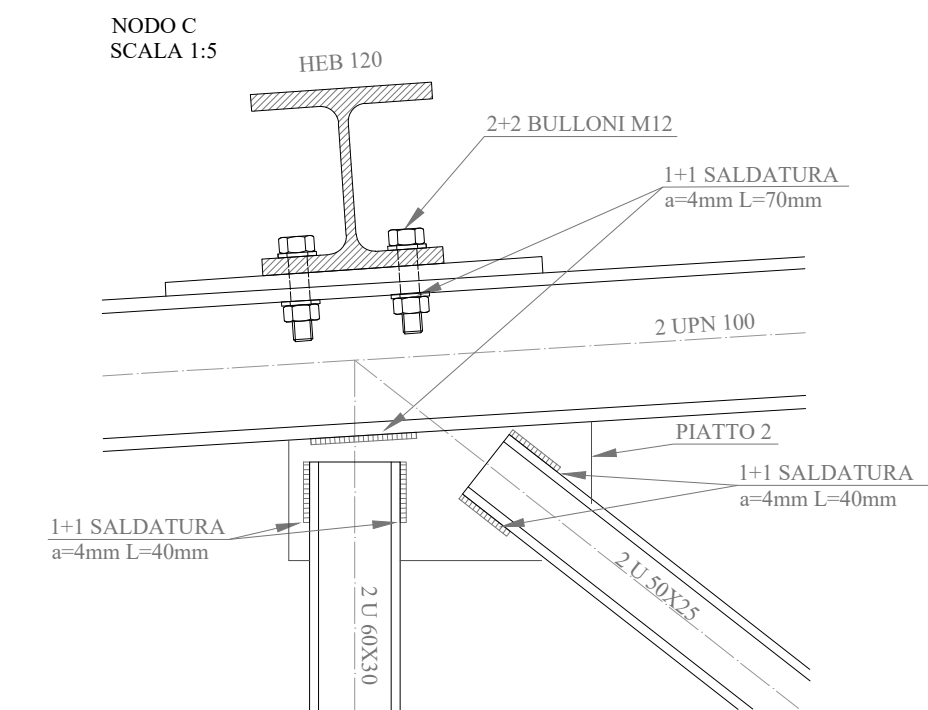 NODO C
SCALA 1:5
HEB 120
2+2 BULLONI M12
1+1 SALDATURA
a=4mm L=70mm
2 UPN 100
PIATTO 2
1+1 SALDATURA
a=4mm L=40mm
1+1 SALDATURA
a=4mm L=40mm
2 U 50X25
2 U 60X30